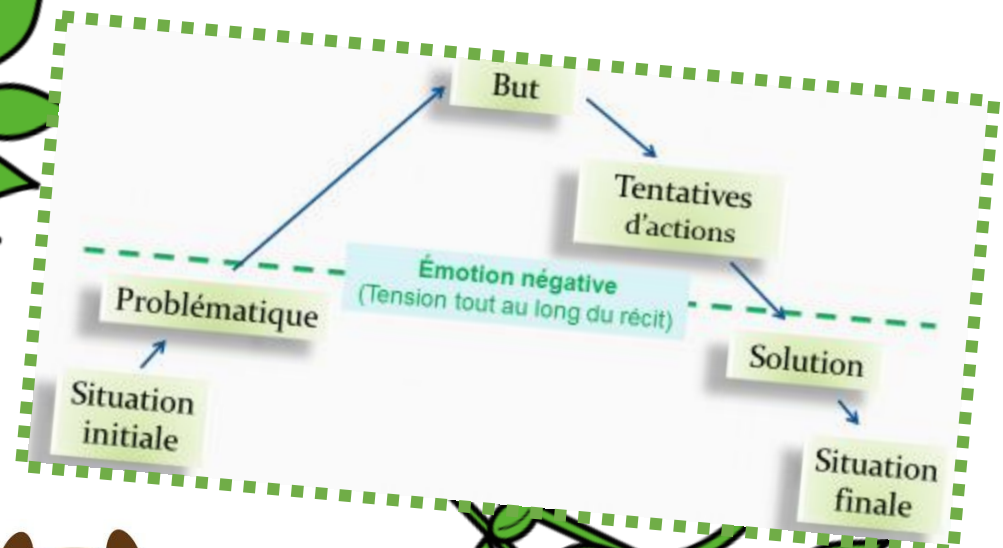 But
Tentatives
d'actions
Émotion négative
(Tension tout au long du récit)
Problématique
Solution
Situation
initiale
Situation
finale